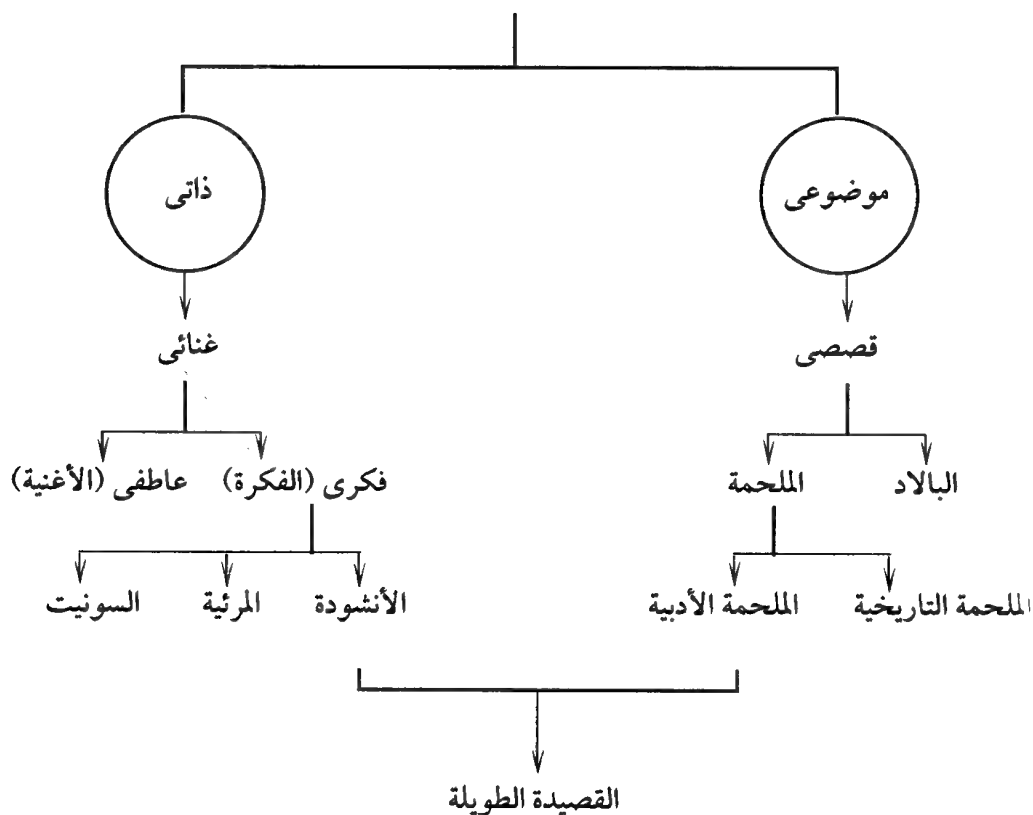 موضوعى ذاتى
قصصى غنائى
البالاد الملحمة فكرى (الفكرة) عاطفى (الأغنية)
الملحمة التاريخية الملحمة الأدبية الأنشودة المرثية السونيت
القصيدة الطويلة